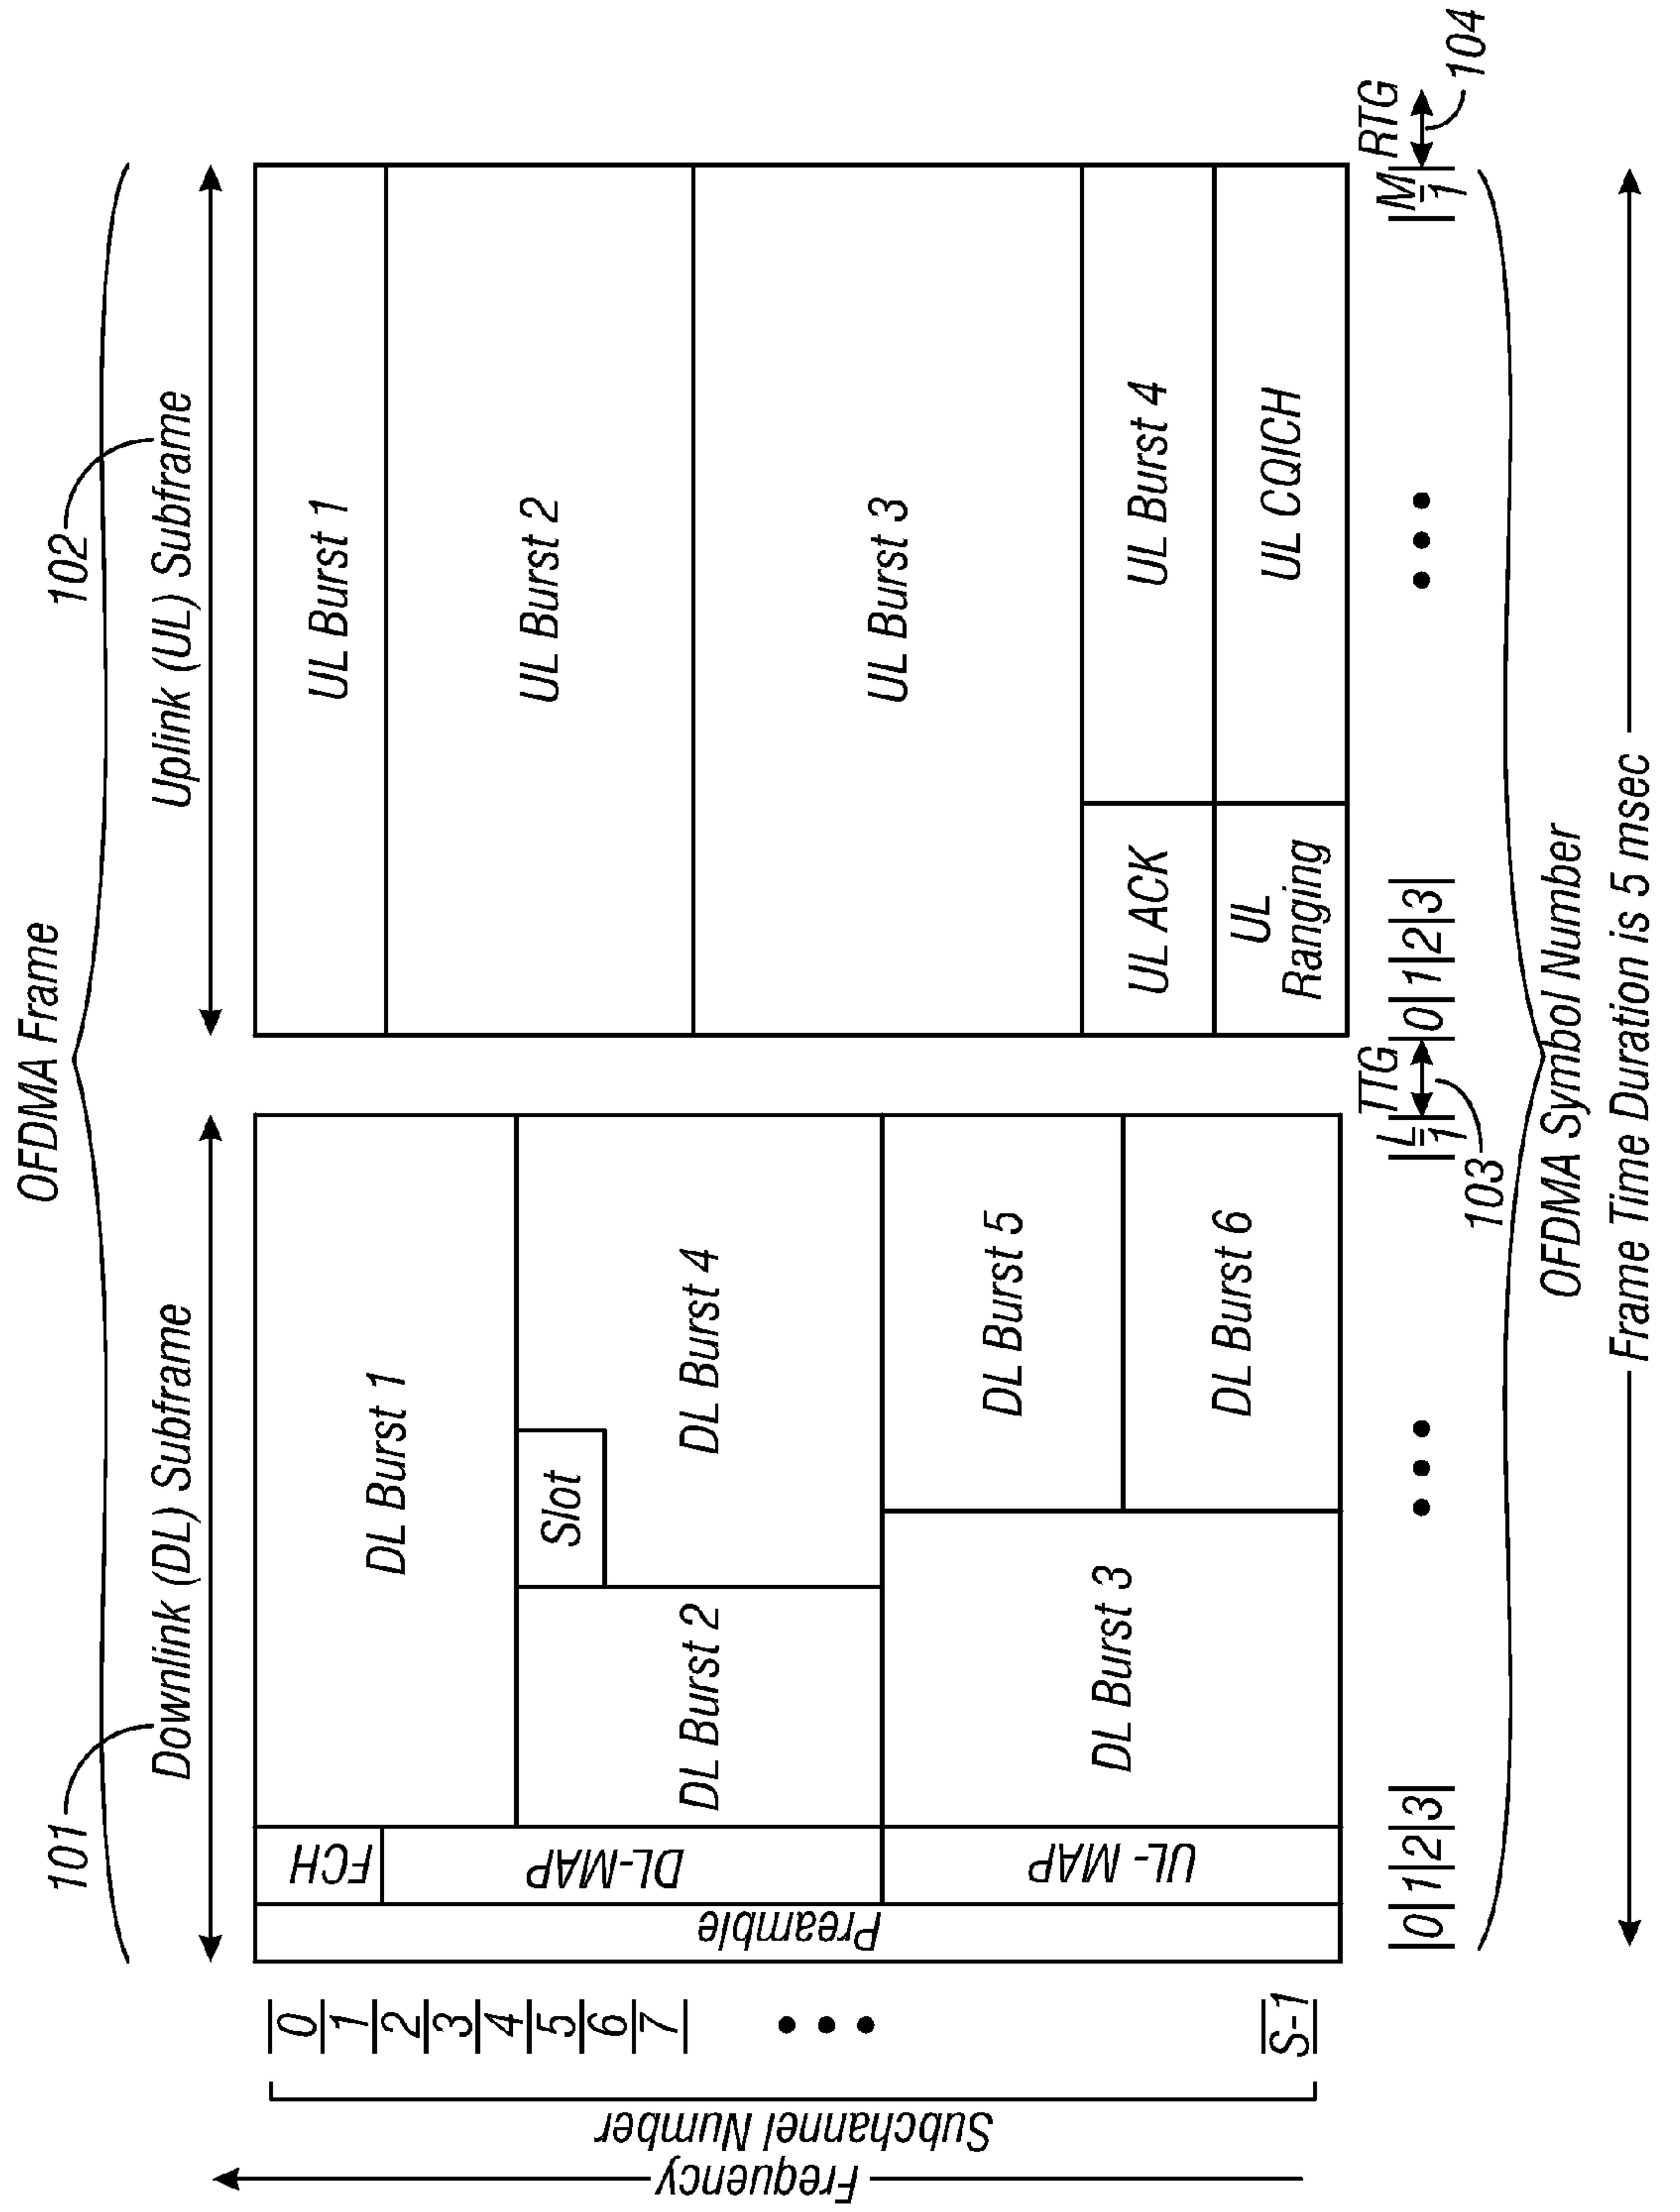 OFDMA Frame
101
102
Downlink (DL) Subframe
Uplink (UL) Subframe
Frequency
Subchannel Number
0
1
2
3
4
5
6
7
S-1
Preamble
FCH
DL-MAP
UL- MAP
DL Burst 1
DL Burst 2
Slot
DL Burst 4
DL Burst 3
DL Burst 5
DL Burst 6
UL Burst 1
UL Burst 2
UL Burst 3
UL ACK
UL Burst 4
UL
Ranging
UL CQICH
|0|1|2|3|
L-1
TTG
|0|1|2|3|
M-1
RTG
103
104
OFDMA Symbol Number
Frame Time Duration is 5 msec